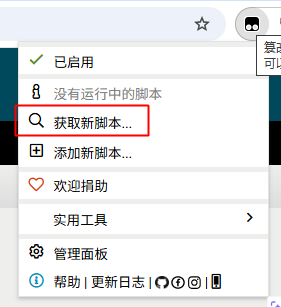 已启用
篡改
可以
没有运行中的脚本
获取新脚本...
添加新脚本...
欢迎捐助
实用工具
管理面板
帮助 | 更新日志 |